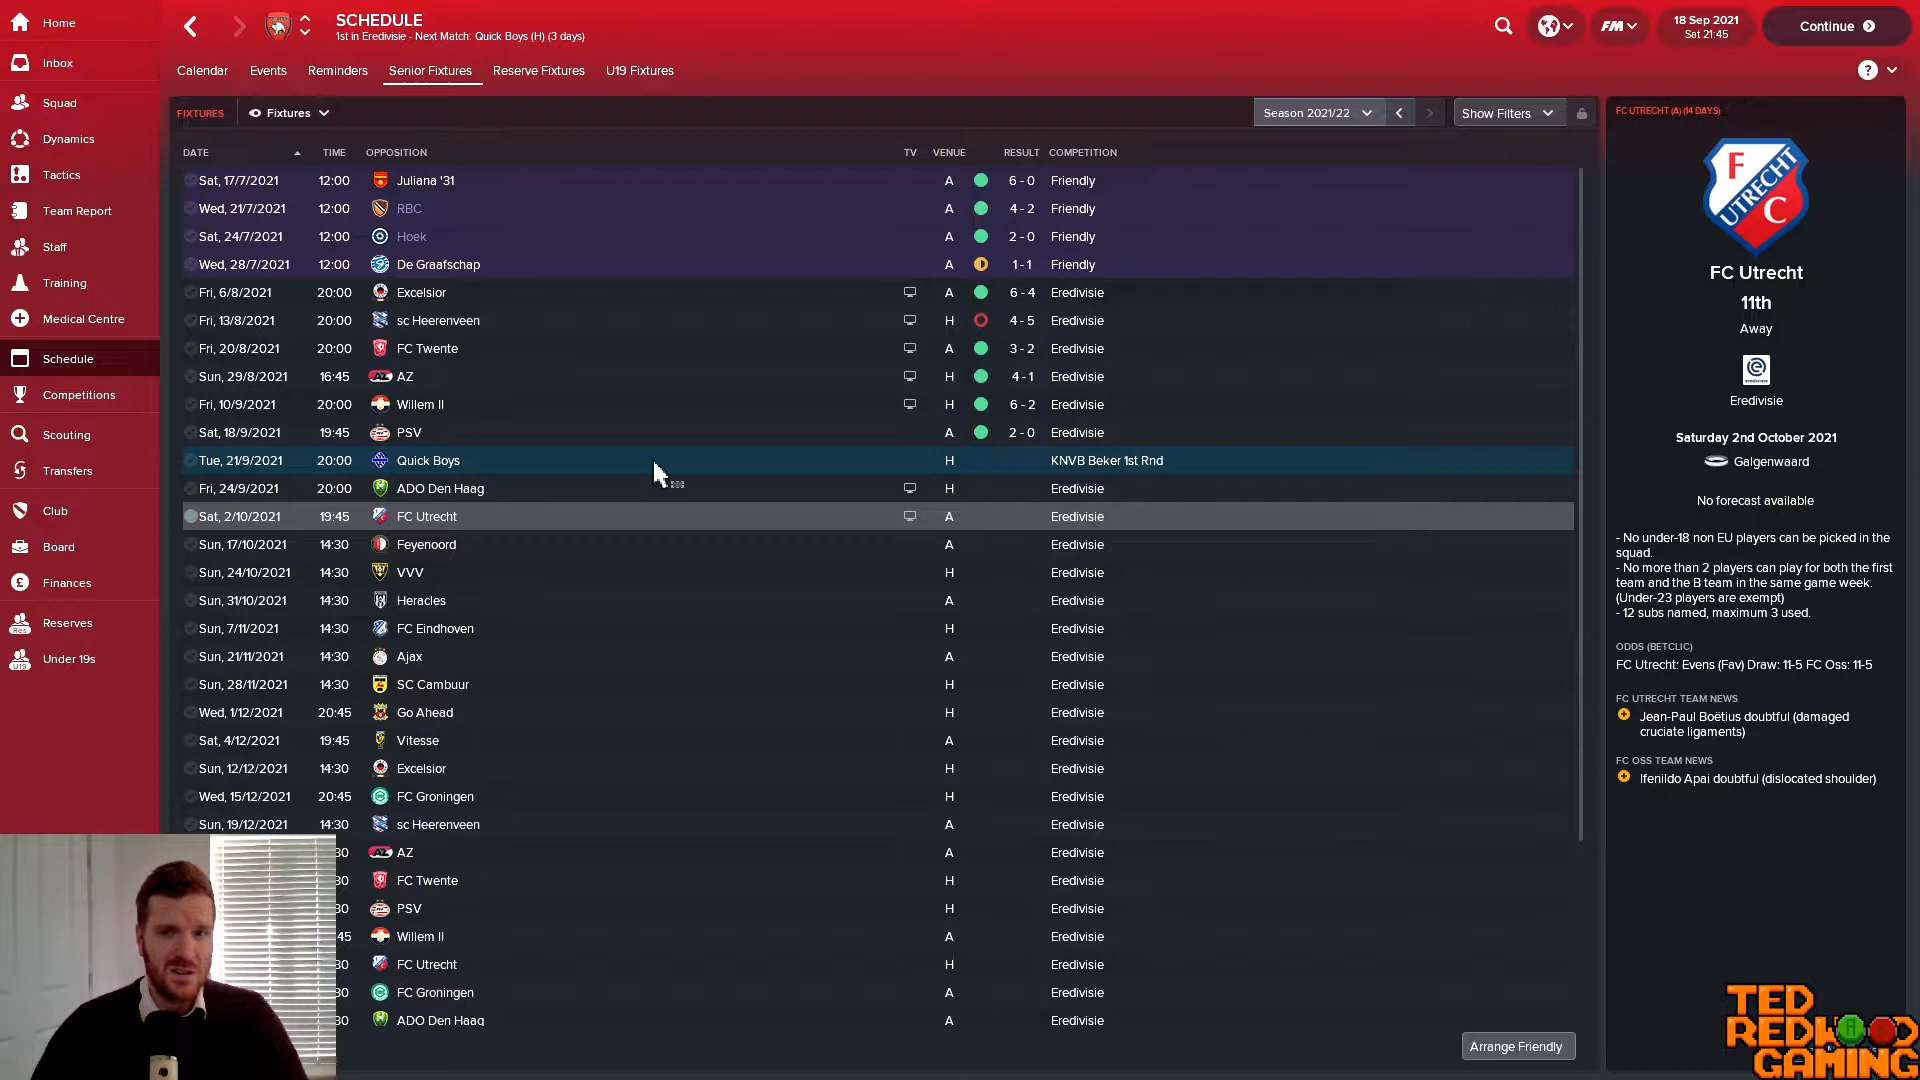 Home
Inbox
Squad
Dynamics
Tactics
Team Report
Staff
Training
Medical Centre
Schedule
Competitions
Scouting
Transfers
Club
Board
Finances
Res
Reserves
U19
Under 19s
SCHEDULE
1st in Eredivisie - Next Match: Quick Boys (H) (3 days)
FM
18 Sep 2021
Sat 21:45
Continue
Calendar Events Reminders Senior Fixtures Reserve Fixtures U19 Fixtures
?
FIXTURES Fixtures Season 2021/22 Show Filters
DATE TIME OPPOSITION TV VENUE RESULT COMPETITION
Sat, 17/7/2021 12:00 Juliana '31 A 6 - 0 Friendly
Wed, 21/7/2021 12:00 RBC A 4 - 2 Friendly
Sat, 24/7/2021 12:00 Hoek A 2 - 0 Friendly
Wed, 28/7/2021 12:00 De Graafschap A 1 - 1 Friendly
Fri, 6/8/2021 20:00 Excelsior A 6 - 4 Eredivisie
Fri, 13/8/2021 20:00 sc Heerenveen H 4 - 5 Eredivisie
Fri, 20/8/2021 20:00 FC Twente A 3 - 2 Eredivisie
Sun, 29/8/2021 16:45 AZ H 4 - 1 Eredivisie
Fri, 10/9/2021 20:00 Willem II H 6 - 2 Eredivisie
Sat, 18/9/2021 19:45 PSV A 2 - 0 Eredivisie
Tue, 21/9/2021 20:00 Quick Boys H KNVB Beker 1st Rnd
Fri, 24/9/2021 20:00 ADO Den Haag H Eredivisie
Sat, 2/10/2021 19:45 FC Utrecht A Eredivisie
Sun, 17/10/2021 14:30 Feyenoord A Eredivisie
Sun, 24/10/2021 14:30 VVV H Eredivisie
Sun, 31/10/2021 14:30 Heracles A Eredivisie
Sun, 7/11/2021 14:30 FC Eindhoven H Eredivisie
Sun, 21/11/2021 14:30 Ajax A Eredivisie
Sun, 28/11/2021 14:30 SC Cambuur H Eredivisie
Wed, 1/12/2021 20:45 Go Ahead H Eredivisie
Sat, 4/12/2021 19:45 Vitesse A Eredivisie
Sun, 12/12/2021 14:30 Excelsior H Eredivisie
Wed, 15/12/2021 20:45 FC Groningen H Eredivisie
Sun, 19/12/2021 14:30 sc Heerenveen A Eredivisie
30 AZ A Eredivisie
30 FC Twente H Eredivisie
30 PSV H Eredivisie
45 Willem II A Eredivisie
30 FC Utrecht H Eredivisie
30 FC Groningen A Eredivisie
30 ADO Den Haag A Eredivisie
Arrange Friendly
FC UTRECHT (A) (14 DAYS)
F
UTRECHT
C
FC Utrecht
11th
Away
eredivisie
Eredivisie
Saturday 2nd October 2021
Galgenwaard
No forecast available
- No under-18 non EU players can be picked in the
squad.
- No more than 2 players can play for both the first
team and the B team in the same game week.
(Under-23 players are exempt)
- 12 subs named, maximum 3 used.
ODDS (BETCLIC)
FC Utrecht: Evens (Fav) Draw: 11-5 FC Oss: 11-5
FC UTRECHT TEAM NEWS
Jean-Paul Boëtius doubtful (damaged
cruciate ligaments)
FC OSS TEAM NEWS
Ifenildo Apai doubtful (dislocated shoulder)
TED
REDWOOD
GAMING